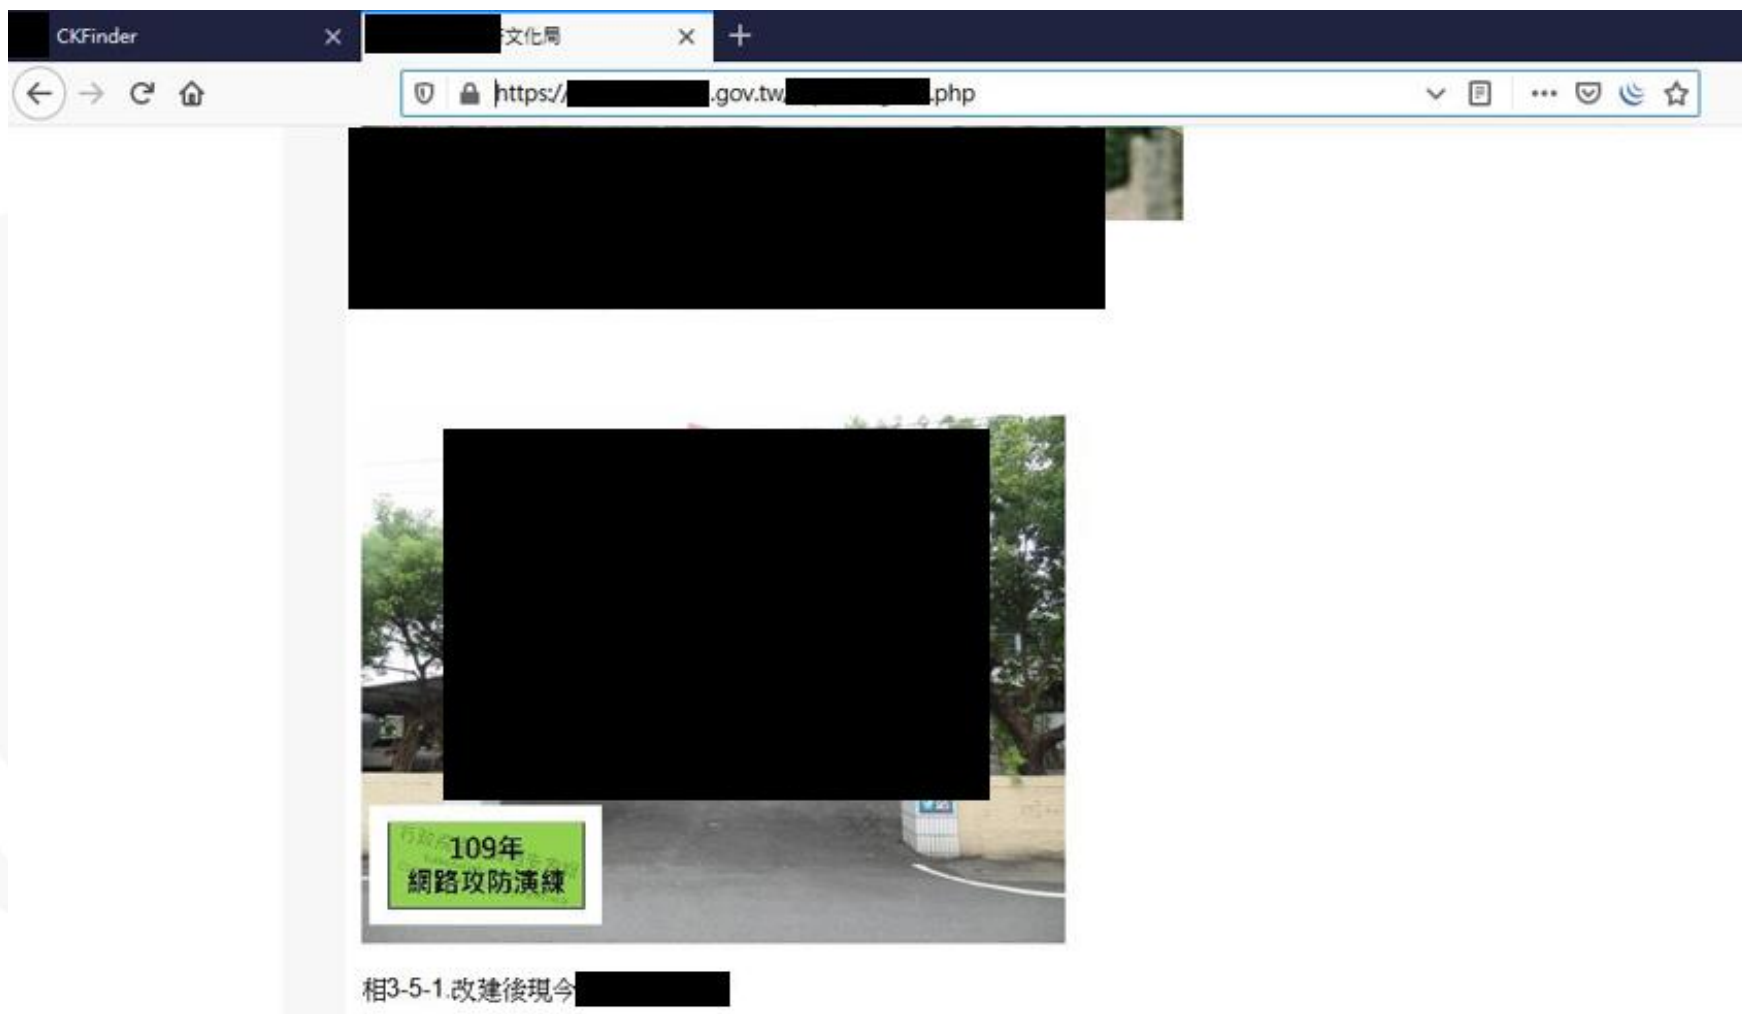 CKFinder
文化局
https://
.gov.tw
.php
109年
網路攻防演練
相3-5-1.改建後現今